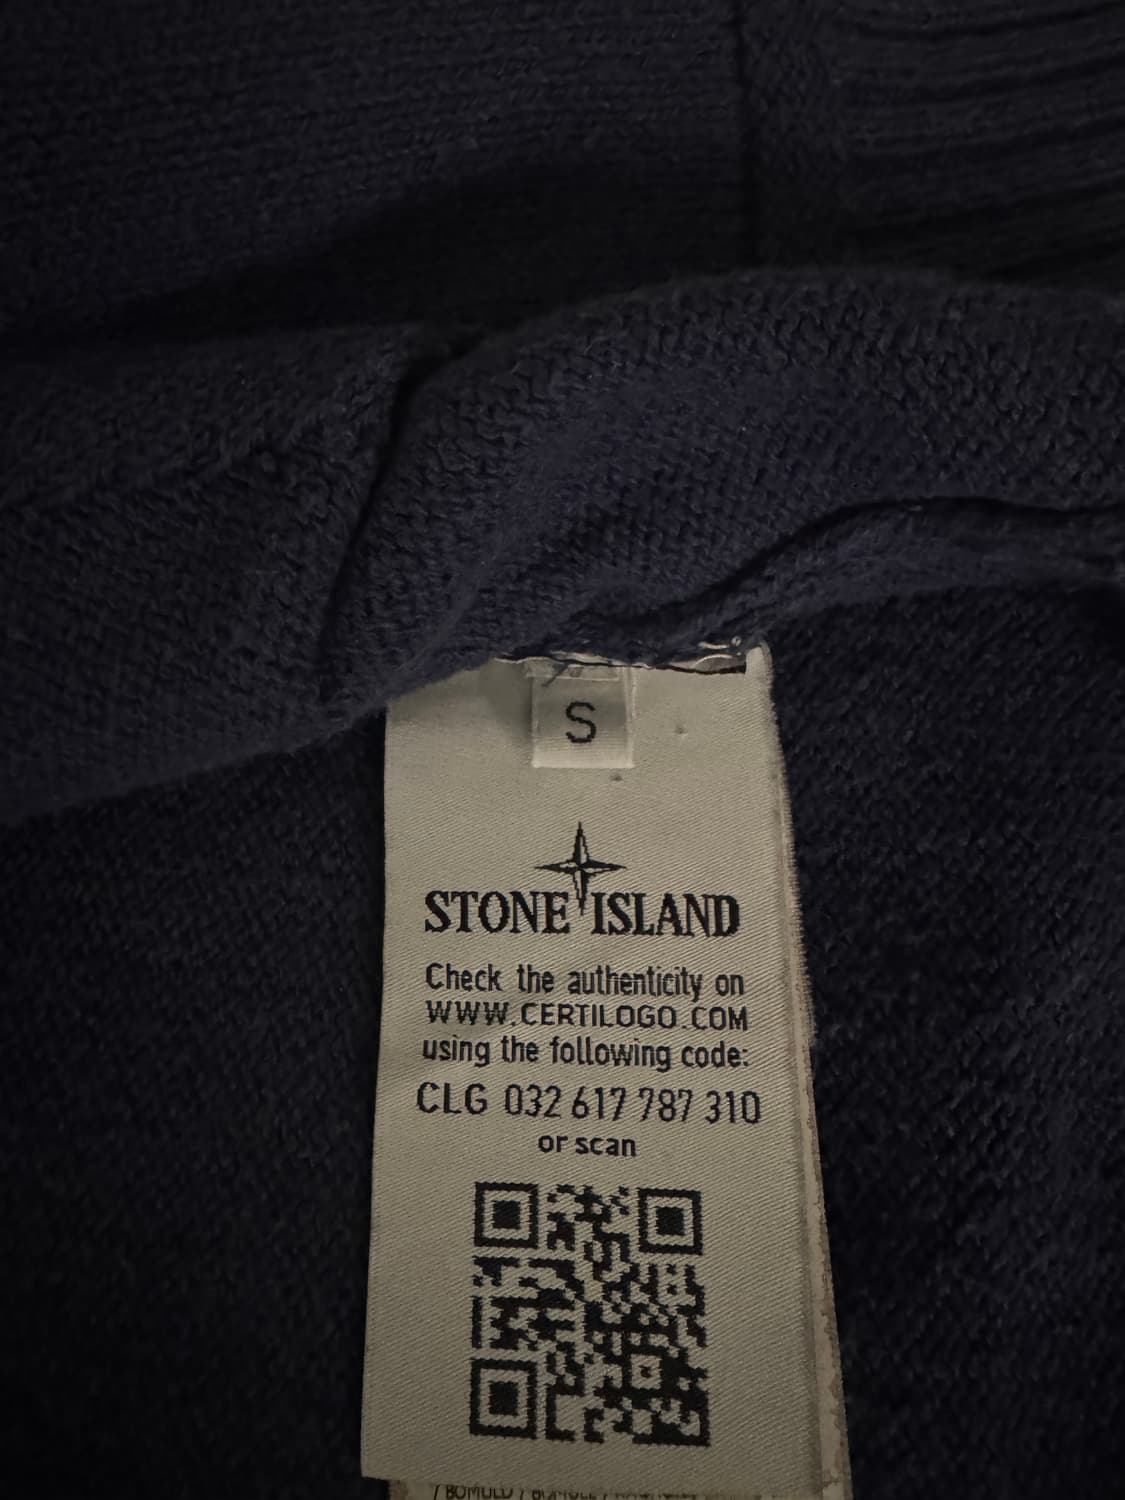 S
STONE ISLAND
Check the authenticity on
WWW.CERTILOGO.COM
using the following code:
CLG 032 617 787 310
or scan
/ BOMULD /